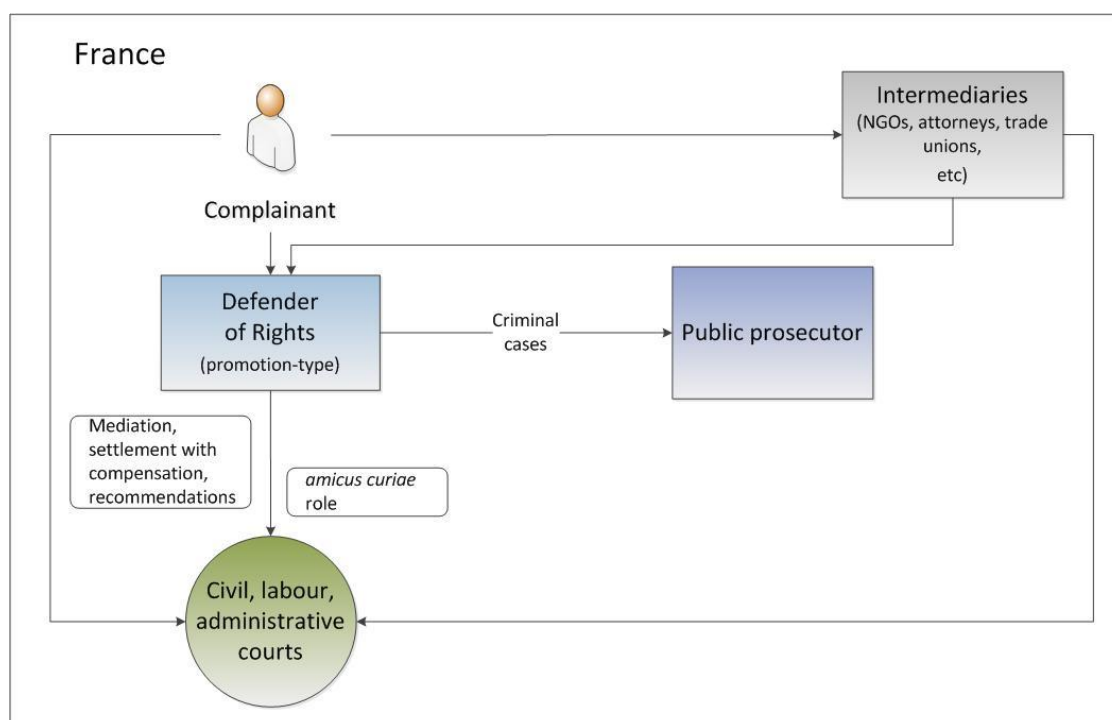 France
Intermediaries
(NGOs, attorneys, trade
unions,
etc)
Complainant
Defender
of Rights
(promotion-type)
Criminal
cases
Public prosecutor
Mediation,
settlement with
compensation,
recommendations
amicus curiae
role
Civil, labour,
administrative
courts